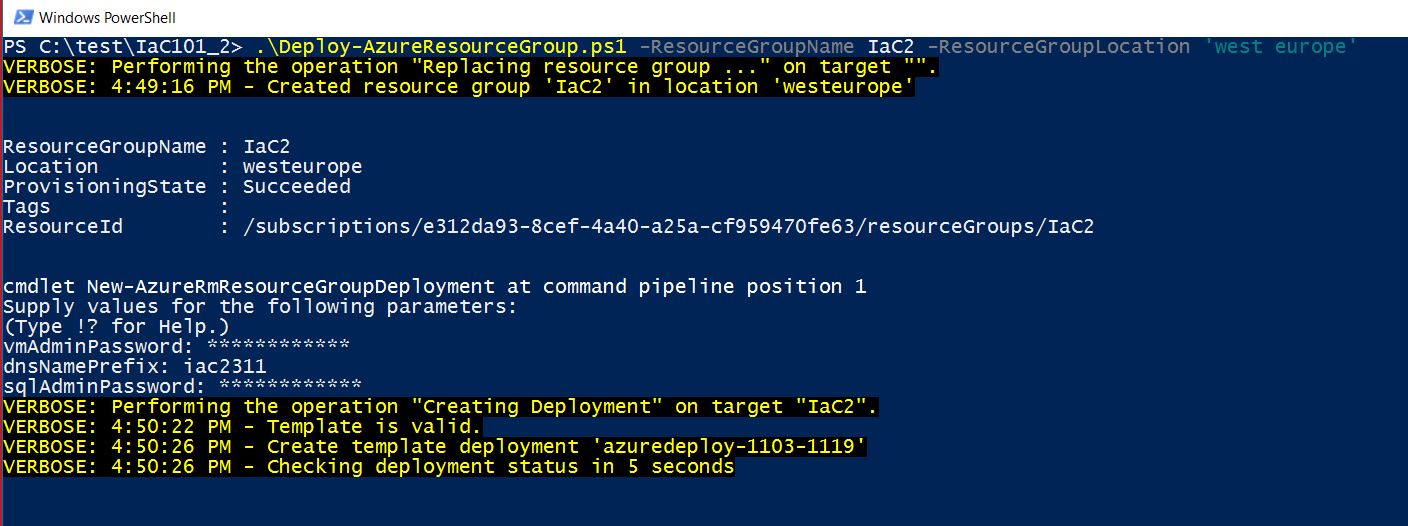 Windows PowerShell
PS C:\test\IaC101_2> .\Deploy-AzureResourceGroup.ps1 -ResourceGroupName IaC2 -ResourceGroupLocation 'west europe'
VERBOSE: Performing the operation "Replacing resource group ..." on target "".
VERBOSE: 4:49:16 PM - Created resource group 'IaC2' in location 'westeurope'
ResourceGroupName : IaC2
Location          : westeurope
ProvisioningState : Succeeded
Tags              :
ResourceId        : /subscriptions/e312da93-8cef-4a40-a25a-cf959470fe63/resourceGroups/IaC2
cmdlet New-AzureRmResourceGroupDeployment at command pipeline position 1
Supply values for the following parameters:
(Type !? for Help.)
vmAdminPassword: ************
dnsNamePrefix: iac2311
sqlAdminPassword: ************
VERBOSE: Performing the operation "Creating Deployment" on target "IaC2".
VERBOSE: 4:50:22 PM - Template is valid.
VERBOSE: 4:50:26 PM - Create template deployment 'azuredeploy-1103-1119'
VERBOSE: 4:50:26 PM - Checking deployment status in 5 seconds